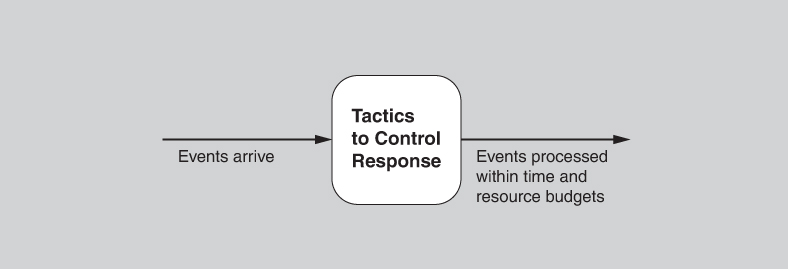 Events arrive
Tactics
to Control
Response
Events processed
within time and
resource budgets